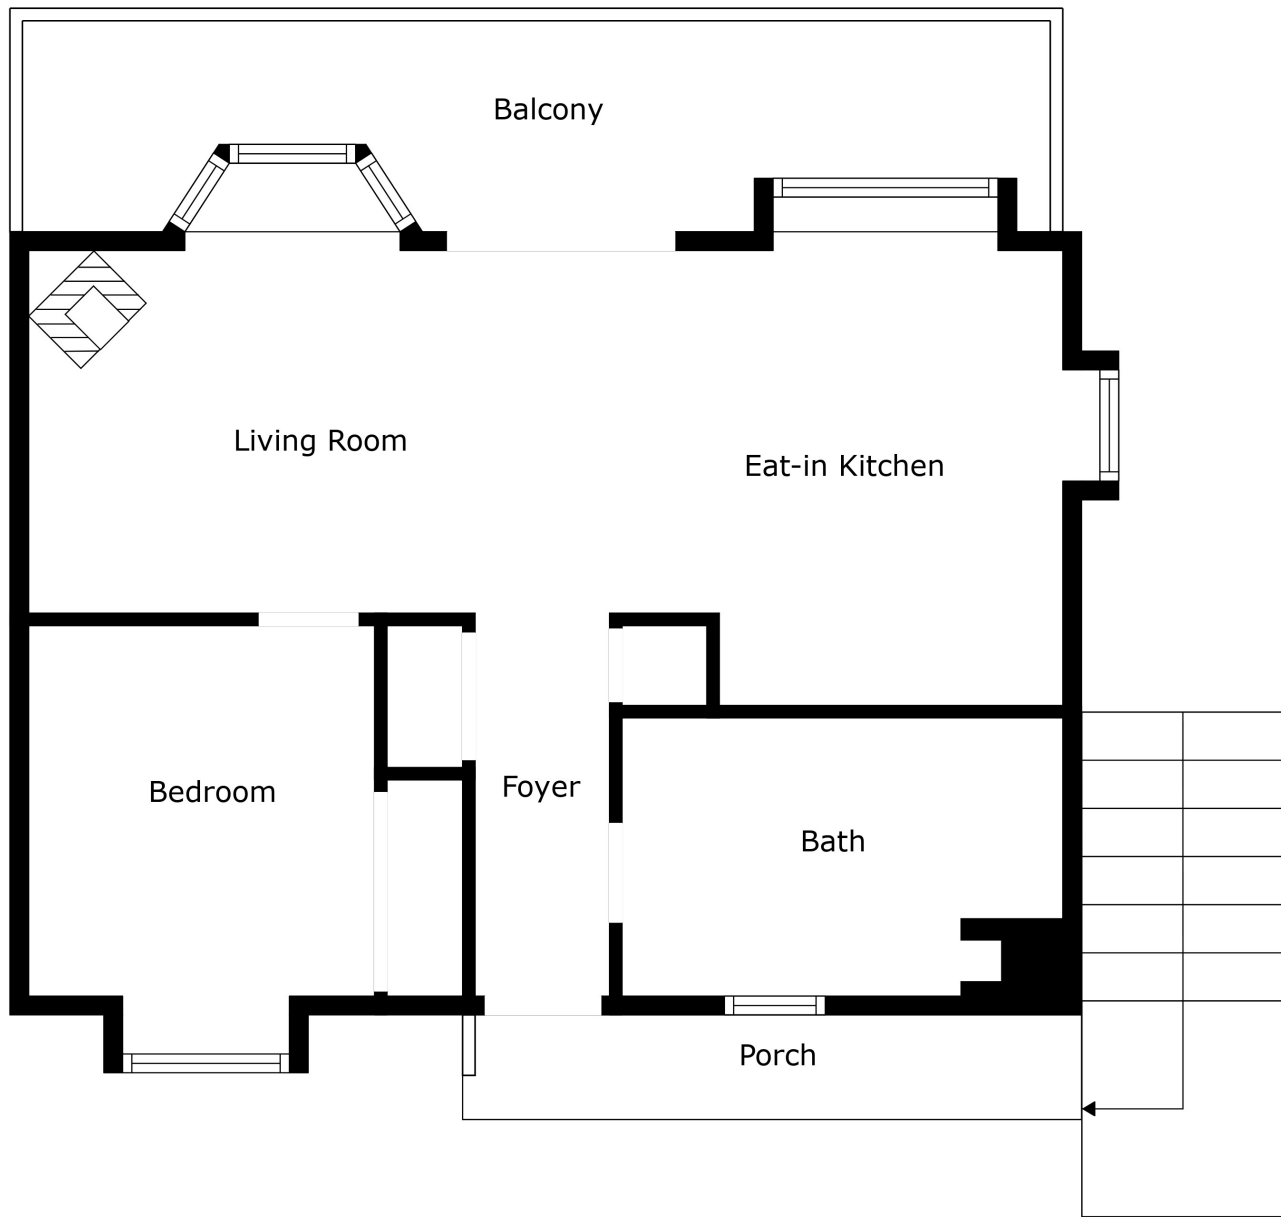 Balcony
Living Room
Eat-in Kitchen
Foyer
Bedroom
Bath
Porch